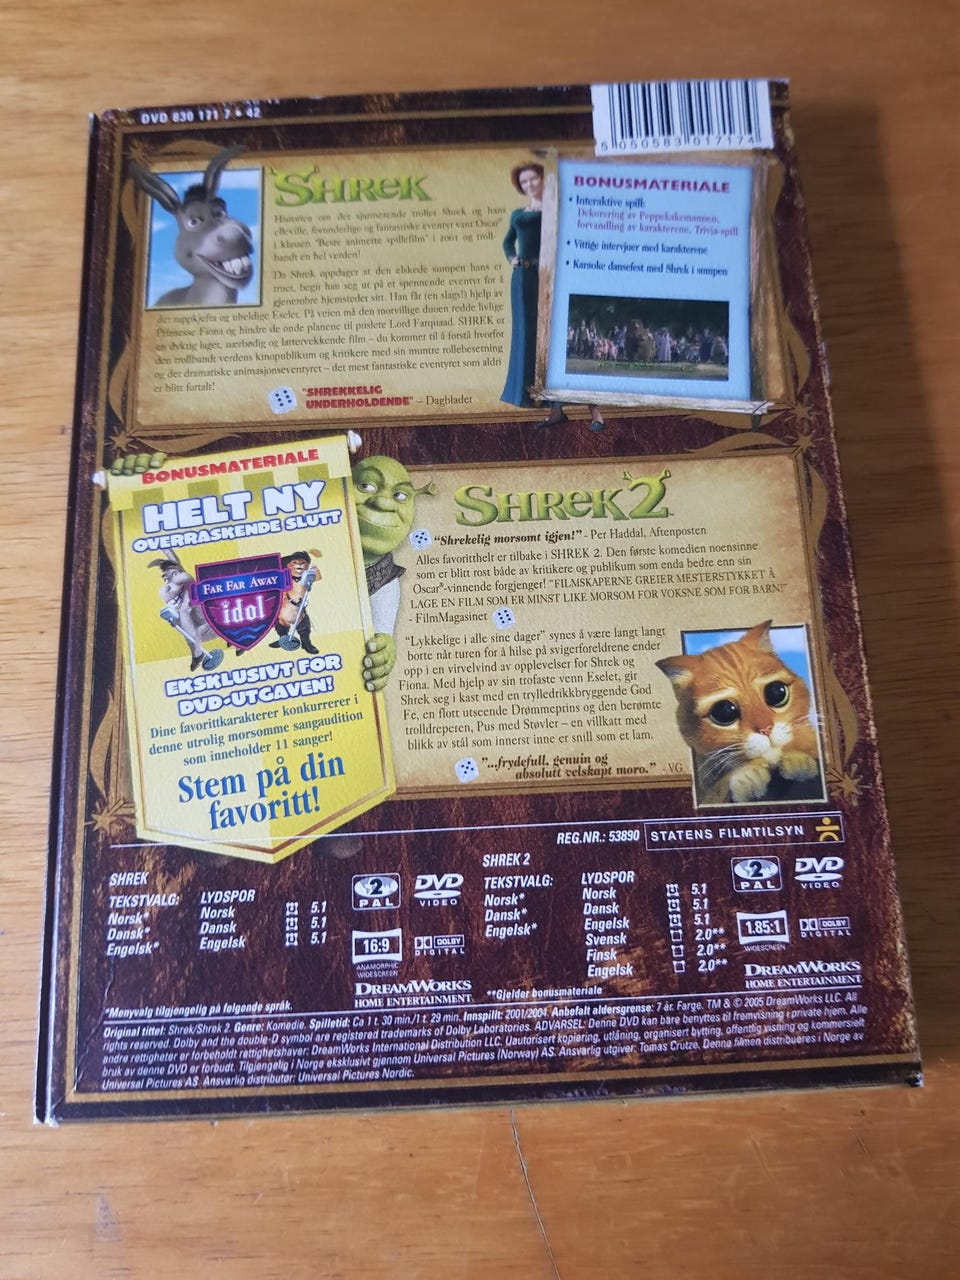 DVD 830 171 7 • 42
5 050583 017174
SHREK
Historien om det sjarmerende trollet Shrek og hans
elleville, forunderlige og fantastiske eventyr vant Oscar®
i klassen "Beste animerte spillefilm" i 2001 og troll-
bandt en hel verden!
Da Shrek oppdager at den elskede sumpen hans er
truet, begir han seg ut på et spennende eventyr for å
gjenerobre hjemstedet sitt. Han får (en slags!) hjelp av
det rappkjefta og ubeldige Eselet. På veien må den motvillige duoen redde livlige
Prinsesse Fiona og hindre de onde planene til puslete Lord Farquaad. SHREK er
en dyktig laget, nærbødig og lattervekkende film – du kommer til å forstå hvorfor
den trollbandt verdens kinopublikum og kritikere med sin muntre rollebesetning
og det dramatiske animasjonseventyret – det mest fantastiske eventyret som aldri
er blitt fortalt!
"SHREKKELIG
UNDERHOLDENDE" – Dagbladet
BONUSMATERIALE
• Interaktive spill:
Dekorering av Peppekakemannen,
forvandling av karakterene, Trivia-spill
• Vittige intervjuer med karakterene
• Karaoke dansefest med Shrek i sumpen
BONUSMATERIALE
HELT NY
OVERRASKENDE SLUTT
FAR FAR AWAY
idol
EKSKLUSIVT FOR
DVD-UTGAVEN!
Dine favorittkarakterer konkurrerer i
denne utrolig morsomme sangaudition
som inneholder 11 sanger!
Stem på din
favoritt!
SHREK 2
"Shrekelig morsomt igjen!" - Per Haddal, Aftenposten
Alles favoritthelt er tilbake i SHREK 2. Den første komedien noensinne
som er blitt rost både av kritikere og publikum som enda bedre enn sin
Oscar®-vinnende forgjenger! "FILMSKAPERNE GREIER MESTERSTYKKET Å
LAGE EN FILM SOM ER MINST LIKE MORSOM FOR VOKSNE SOM FOR BARN!"
- FilmMagasinet
"Lykkelige i alle sine dager" synes å være langt langt
borte når turen for å hilse på svigerforeldrene ender
opp i en virvelvind av opplevelser for Shrek og
Fiona. Med hjelp av sin trofaste venn Eselet, gir
Shrek seg i kast med en trylledrikkbryggende God
Fe, en flott utseende Drømmeprins og den berømte
trolldreperen, Pus med Støvler – en villkatt med
blikk av stål som innerst inne er snill som et lam.
"...frydefull, genuin og
absolutt velskapt moro." - VG
REG.NR.: 53890
STATENS FILMTILSYN
SHREK
TEKSTVALG: LYDSPOR
Norsk* Norsk 5.1
Dansk* Dansk 5.1
Engelsk* Engelsk 5.1
2
PAL
DVD
VIDEO
16:9
ANAMORPHIC
WIDESCREEN
DOLBY
DIGITAL
DREAMWORKS
HOME ENTERTAINMENT
SHREK 2
TEKSTVALG: LYDSPOR
Norsk* Norsk 5.1
Dansk* Dansk 5.1
Engelsk* Engelsk 5.1
Svensk 2.0**
Finsk 2.0**
Engelsk 2.0**
2
PAL
DVD
VIDEO
1.85:1
WIDESCREEN
DOLBY
DIGITAL
DREAMWORKS
HOME ENTERTAINMENT
*Menyvalg tilgjengelig på følgende språk.
**Gjelder bonusmateriale
Original tittel: Shrek/Shrek 2. Genre: Komedie. Spilletid: Ca 1 t. 30 min./1 t. 29 min. Innspilt: 2001/2004. Anbefalt aldersgrense: 7 år. Farge. TM & © 2005 DreamWorks LLC. All
rights reserved. Dolby and the double-D symbol are registered trademarks of Dolby Laboratories. ADVARSEL: Denne DVD kan bare benyttes til fremvisning i private hjem. Alle
andre rettigheter er forbeholdt rettighetshaver: DreamWorks International Distribution LLC. Uautorisert kopiering, utlåning, organisert bytting, offentlig visning og kommersielt
bruk av denne DVD er forbudt. Tilgjengelig i Norge eksklusivt gjennom Universal Pictures (Norway) AS. Ansvarlig utgiver: Tomas Crutze. Denne filmen distribueres i Norge av
Universal Pictures AS. Ansvarlig distributør: Universal Pictures Nordic.